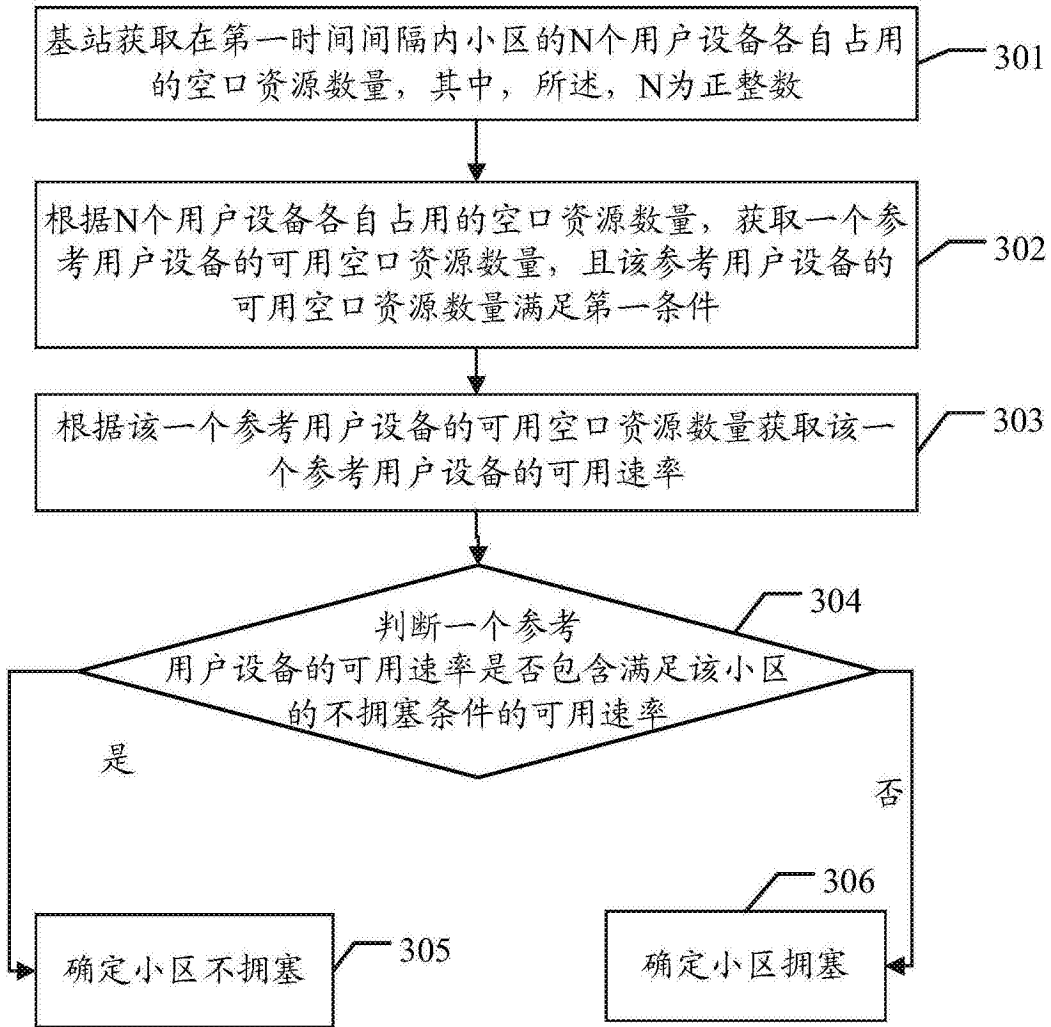 基站获取在第一时间间隔内小区的N个用户设备各自占用
的空口资源数量，其中，所述，N为正整数
301
根据N个用户设备各自占用的空口资源数量，获取一个参
考用户设备的可用空口资源数量，且该参考用户设备的
可用空口资源数量满足第一条件
302
根据该一个参考用户设备的可用空口资源数量获取该一
个参考用户设备的可用速率
303
判断一个参考
用户设备的可用速率是否包含满足该小区
的不拥塞条件的可用速率
304
是
否
确定小区不拥塞
305
确定小区拥塞
306